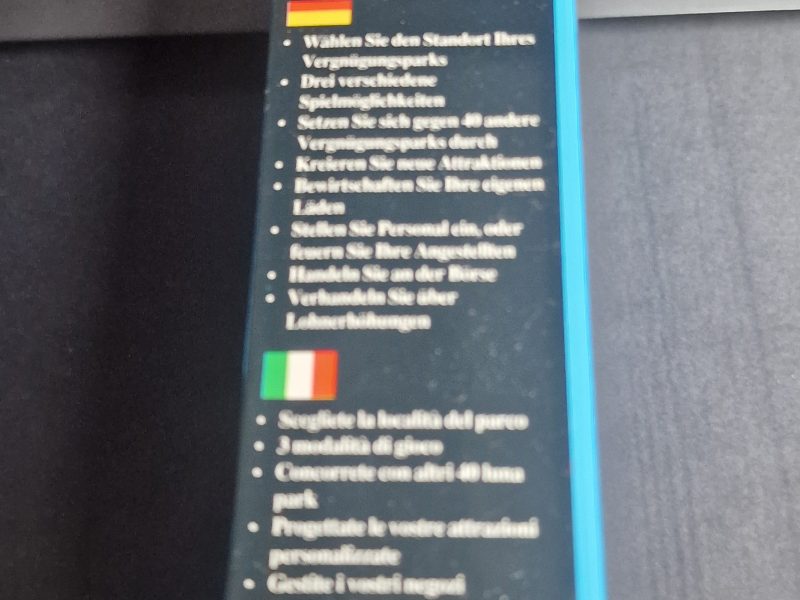 • Wählen Sie den Standort Ihres
Vergnügungsparks
• Drei verschiedene
Spielmöglichkeiten
• Setzen Sie sich gegen 40 andere
Vergnügungsparks durch
• Kreieren Sie neue Attraktionen
• Bewirtschaften Sie Ihre eigenen
Läden
• Stellen Sie Personal ein, oder
feuern Sie Ihre Angestellten
• Handeln Sie an der Börse
• Verhandeln Sie über
Lohnerhöhungen
• Scegliete la località del parco
• 3 modalità di gioco
• Concorrete con altri 40 luna
park
• Progettate le vostre attrazioni
personalizzate
• Gestite i vostri negozi